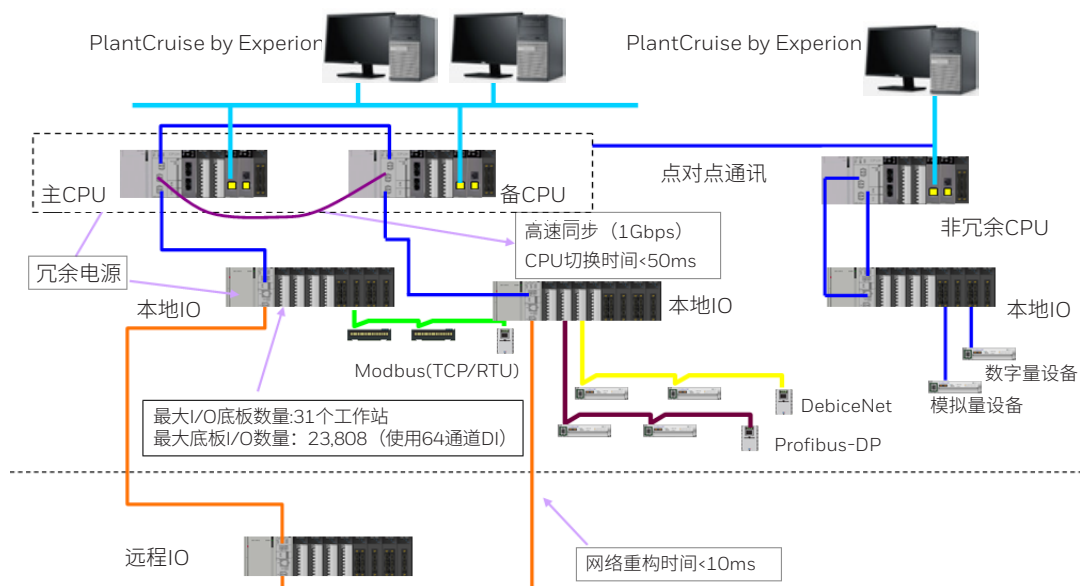 PlantCruise by Experion
PlantCruise by Experion
主CPU
备CPU
点对点通讯
高速同步（1Gbps）
CPU切换时间<50ms
非冗余CPU
冗余电源
本地IO
本地IO
本地IO
Modbus(TCP/RTU)
数字量设备
模拟量设备
DebiceNet
最大I/O底板数量:31个工作站
最大底板I/O数量：23,808（使用64通道DI）
Profibus-DP
远程IO
网络重构时间<10ms